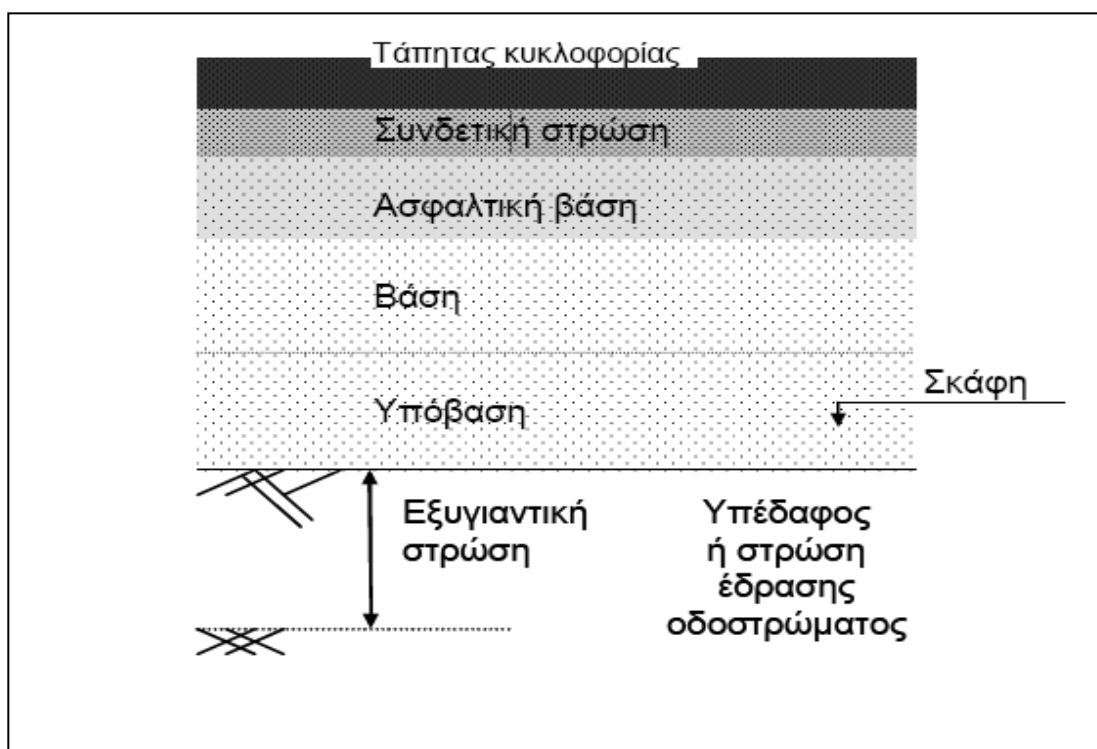 Τάπητας κυκλοφορίας
Συνδετική στρώση
Ασφαλτική βάση
Βάση
Σκάφη
Υπόβαση
Εξυγιαντική
στρώση
Υπέδαφος
ή στρώση
έδρασης
οδοστρώματος